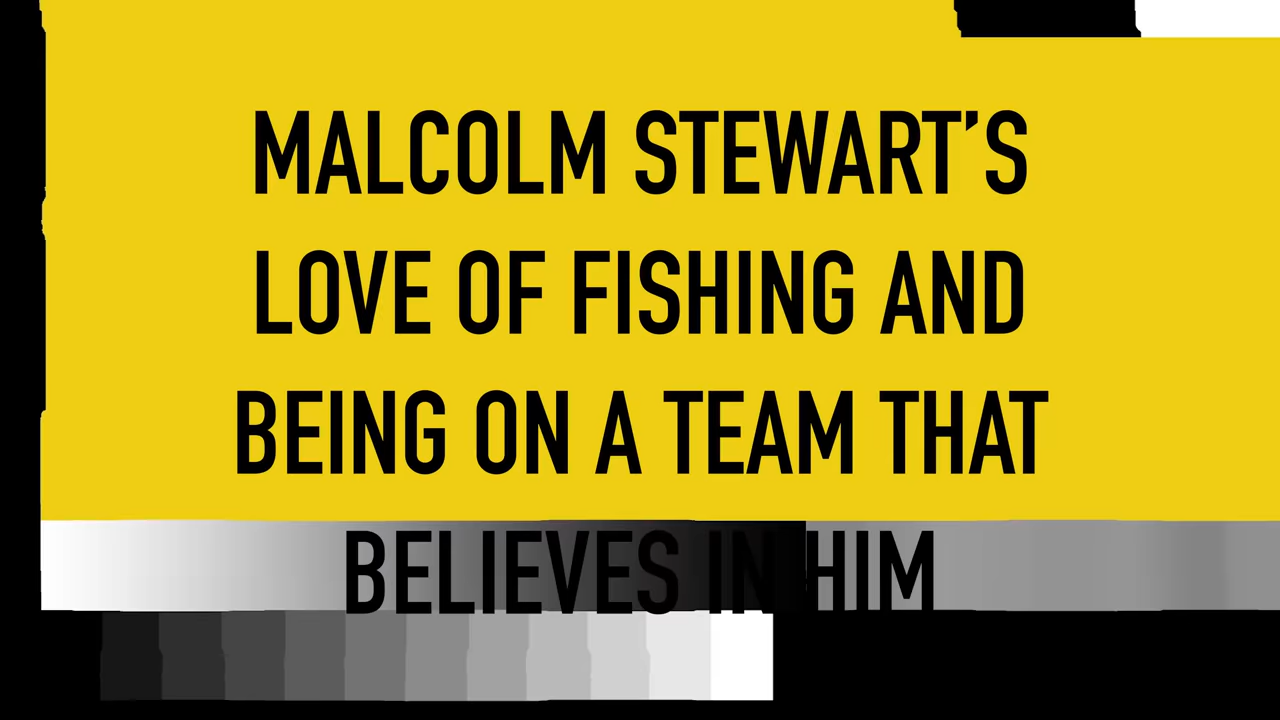 MALCOLM STEWART’S
LOVE OF FISHING AND
BEING ON A TEAM THAT
BELIEVES IN HIM